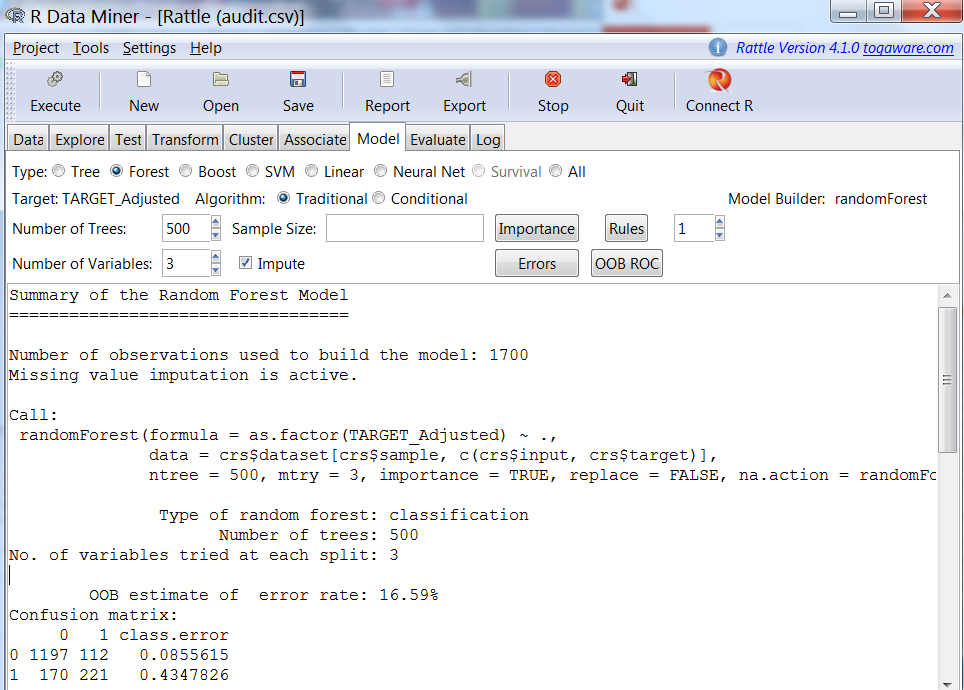 R Data Miner - [Rattle (audit.csv)]
Project Tools Settings Help
Rattle Version 4.1.0 togaware.com
Execute New Open Save Report Export Stop Quit Connect R
Data Explore Test Transform Cluster Associate Model Evaluate Log
Type: Tree Forest Boost SVM Linear Neural Net Survival All
Target: TARGET_Adjusted Algorithm: Traditional Conditional Model Builder: randomForest
Number of Trees: 500 Sample Size: Importance Rules 1
Number of Variables: 3 Impute Errors OOB ROC
Summary of the Random Forest Model
==================================
Number of observations used to build the model: 1700
Missing value imputation is active.
Call:
randomForest(formula = as.factor(TARGET_Adjusted) ~ .,
data = crs$dataset[crs$sample, c(crs$input, crs$target)],
ntree = 500, mtry = 3, importance = TRUE, replace = FALSE, na.action = randomFo
Type of random forest: classification
Number of trees: 500
No. of variables tried at each split: 3
OOB estimate of  error rate: 16.59%
Confusion matrix:
0 1 class.error
0 1197 112 0.0855615
1 170 221 0.4347826